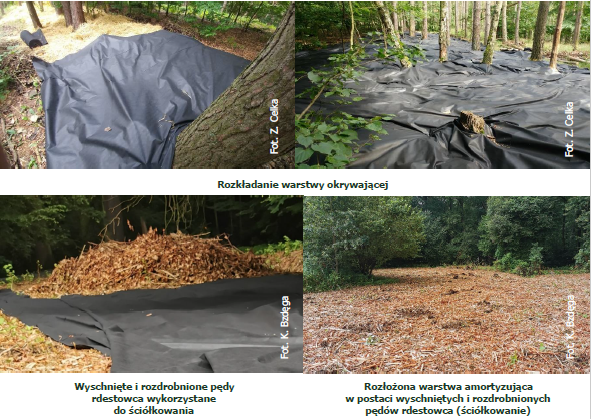 Fot. Z. Celka
Fot. Z. Celka
Rozkładanie warstwy okrywającej
Fot. K. Bzdęga
Fot. K. Bzdęga
Wyschnięte i rozdrobnione pędy
rdestowca wykorzystane
do ściółkowania
Rozłożona warstwa amortyzująca
w postaci wyschniętych i rozdrobnionych
pędów rdestowca (ściółkowanie)